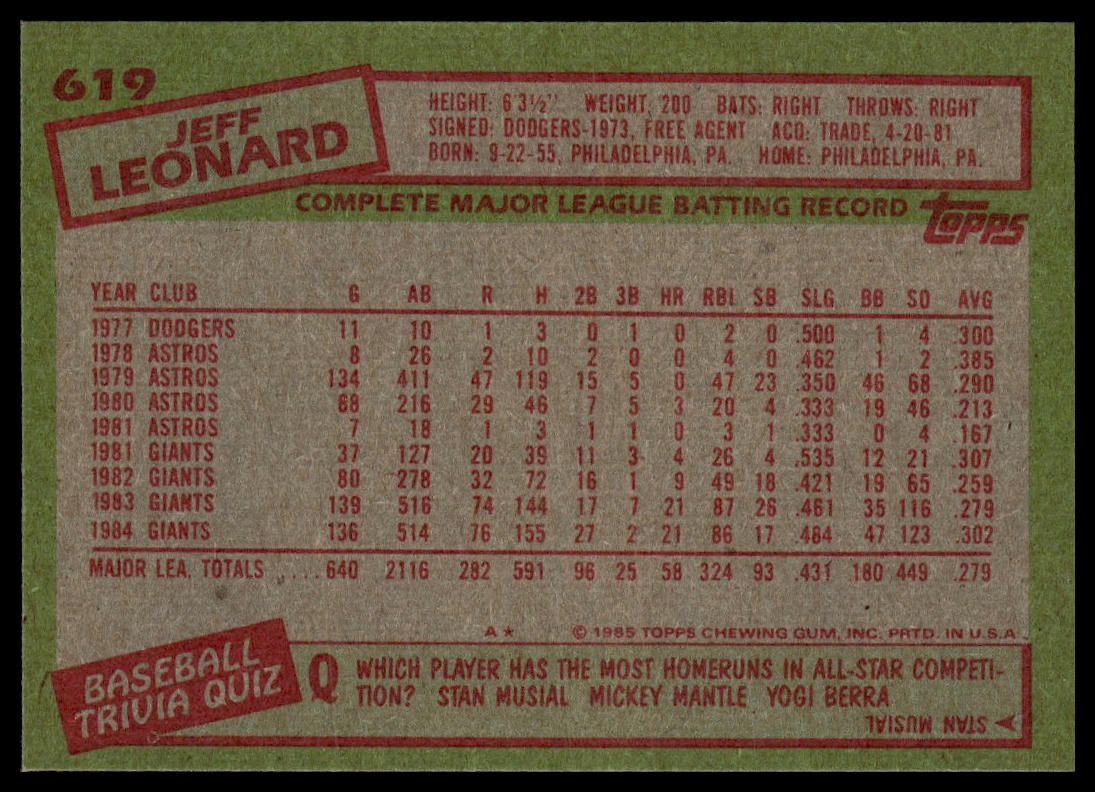 619
JEFF
LEONARD
HEIGHT: 6'3½" WEIGHT: 200 BATS: RIGHT THROWS: RIGHT
SIGNED: DODGERS-1973, FREE AGENT ACQ: TRADE, 4-20-81
BORN: 9-22-55, PHILADELPHIA, PA. HOME: PHILADELPHIA, PA.
COMPLETE MAJOR LEAGUE BATTING RECORD
topps
YEAR CLUB G AB R H 2B 3B HR RBI SB SLG BB SO AVG
1977 DODGERS 11 10 1 3 0 1 0 2 0 .500 1 4 .300
1978 ASTROS 8 26 2 10 2 0 0 4 0 .462 1 2 .385
1979 ASTROS 134 411 47 119 15 5 0 47 23 .350 46 68 .290
1980 ASTROS 88 216 29 46 7 5 3 20 4 .333 19 46 .213
1981 ASTROS 7 18 1 3 1 1 0 3 1 .333 0 4 .167
1981 GIANTS 37 127 20 39 11 3 4 26 4 .535 12 21 .307
1982 GIANTS 80 278 32 72 16 1 9 49 18 .421 19 65 .259
1983 GIANTS 139 516 74 144 17 7 21 87 26 .461 35 116 .279
1984 GIANTS 136 514 76 155 27 2 21 86 17 .484 47 123 .302
MAJOR LEA. TOTALS ....640 2116 282 591 96 25 58 324 93 .431 180 449 .279
A* © 1985 TOPPS CHEWING GUM, INC. PRTD. IN U.S.A.
BASEBALL
TRIVIA QUIZ
Q WHICH PLAYER HAS THE MOST HOMERUNS IN ALL-STAR COMPETI-
TION? STAN MUSIAL MICKEY MANTLE YOGI BERRA
A STAN MUSIAL